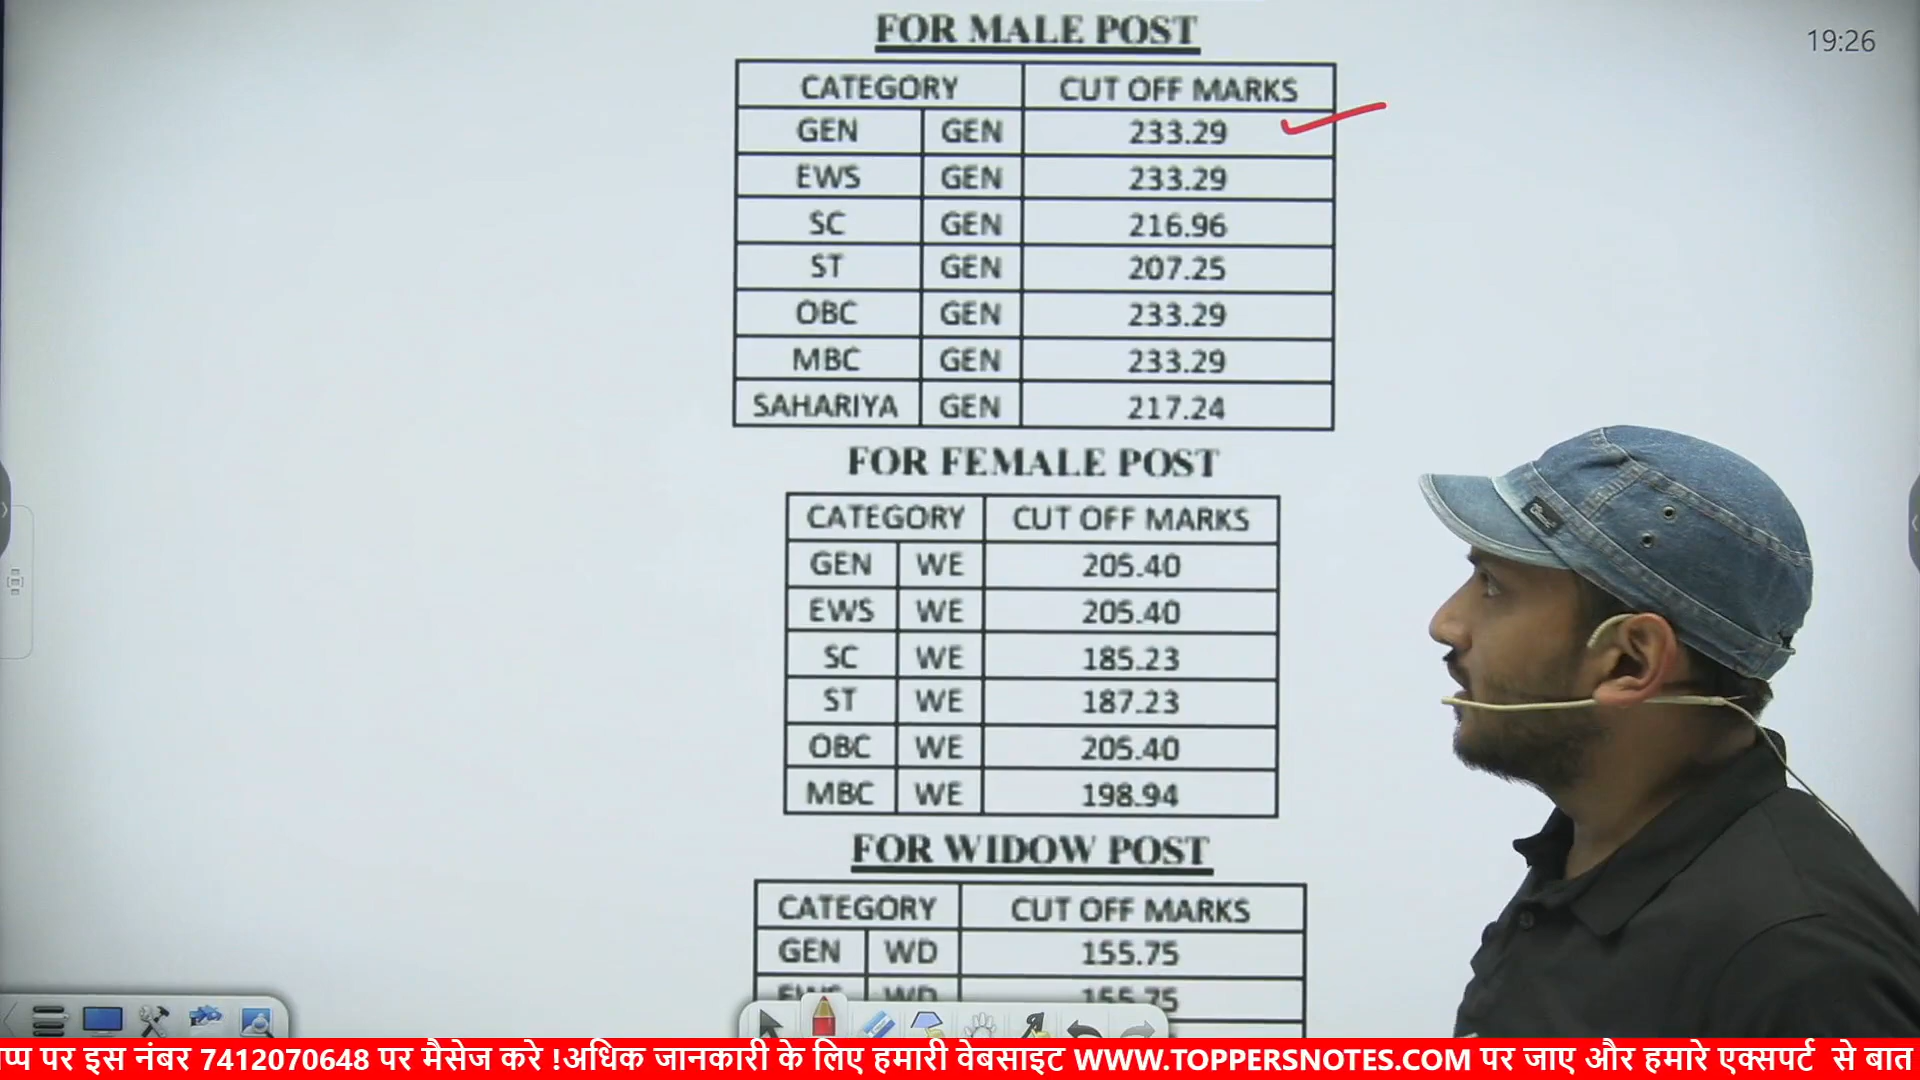 19:26
FOR MALE POST
CATEGORY CUT OFF MARKS
GEN GEN 233.29
EWS GEN 233.29
SC GEN 216.96
ST GEN 207.25
OBC GEN 233.29
MBC GEN 233.29
SAHARIYA GEN 217.24
FOR FEMALE POST
CATEGORY CUT OFF MARKS
GEN WE 205.40
EWS WE 205.40
SC WE 185.23
ST WE 187.23
OBC WE 205.40
MBC WE 198.94
FOR WIDOW POST
CATEGORY CUT OFF MARKS
GEN WD 155.75
EWS WD 155.75
पर इस नंबर 7412070648 पर मैसेज करे !अधिक जानकारी के लिए हमारी वेबसाइट WWW.TOPPERSNOTES.COM पर जाए और हमारे एक्सपर्ट से बात